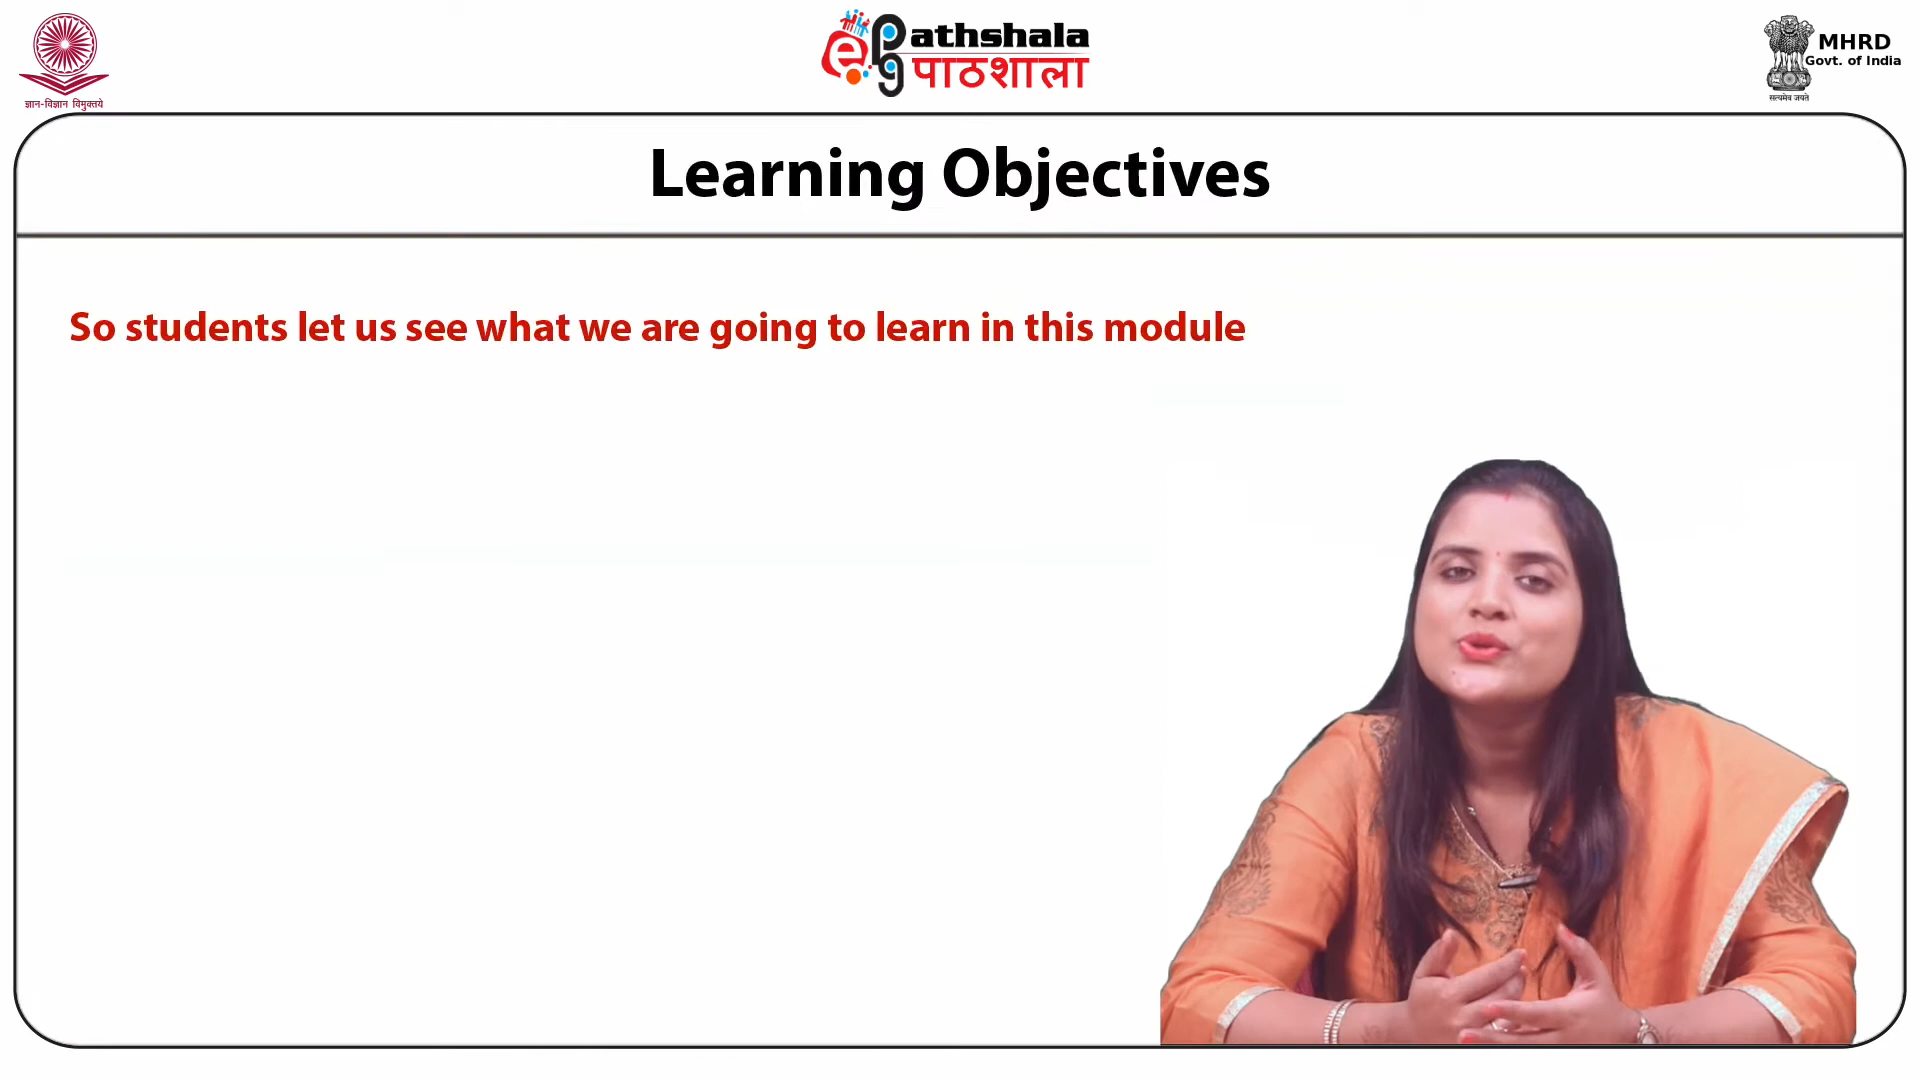 ज्ञान-विज्ञान विमुक्तये
ePathshala
पाठशाला
MHRD
Govt. of India
सत्यमेव जयते
Learning Objectives
So students let us see what we are going to learn in this module